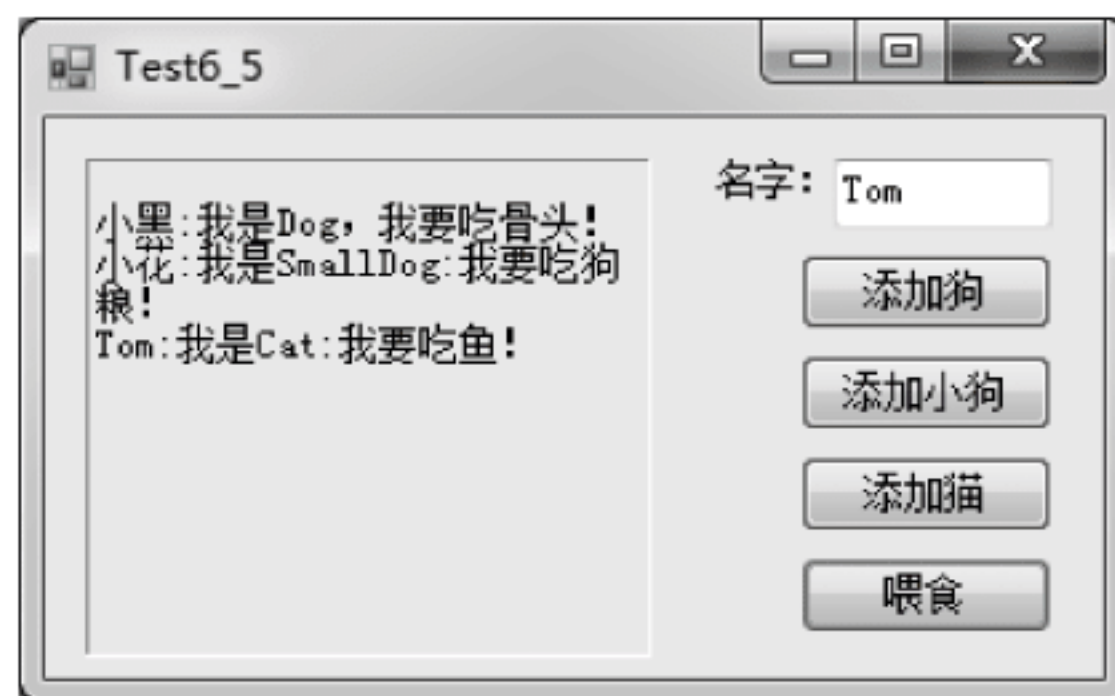 Test6_5
小黑:我是Dog，我要吃骨头!
小花:我是SmallDog:我要吃狗
粮!
Tom:我是Cat:我要吃鱼!
名字：
Tom
添加狗
添加小狗
添加猫
喂食